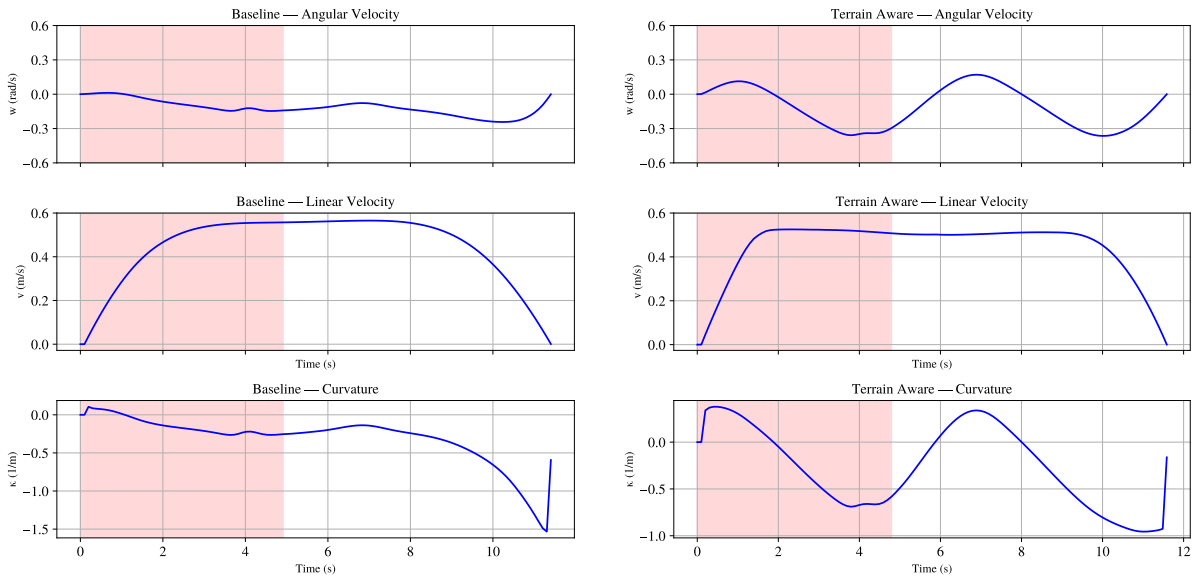 Baseline — Angular Velocity
0.6
0.3
0.0
−0.3
−0.6
w (rad/s)
Terrain Aware — Angular Velocity
0.6
0.3
0.0
−0.3
−0.6
w (rad/s)
Baseline — Linear Velocity
0.6
0.4
0.2
0.0
v (m/s)
Time (s)
Terrain Aware — Linear Velocity
0.6
0.4
0.2
0.0
v (m/s)
Time (s)
Baseline — Curvature
0.0
−0.5
−1.0
−1.5
κ (1/m)
0 2 4 6 8 10
Time (s)
Terrain Aware — Curvature
0.0
−0.5
−1.0
κ (1/m)
0 2 4 6 8 10 12
Time (s)